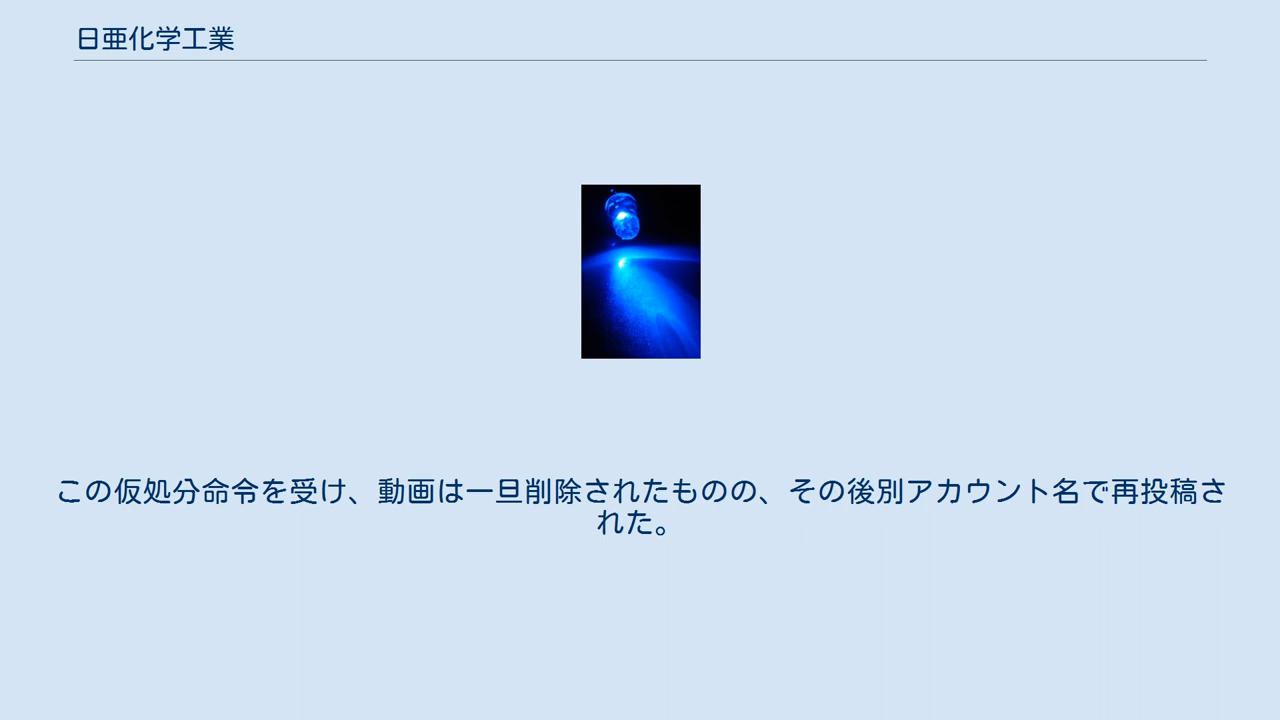 日亜化学工業
この仮処分命令を受け、動画は一旦削除されたものの、その後別アカウント名で再投稿さ
れた。